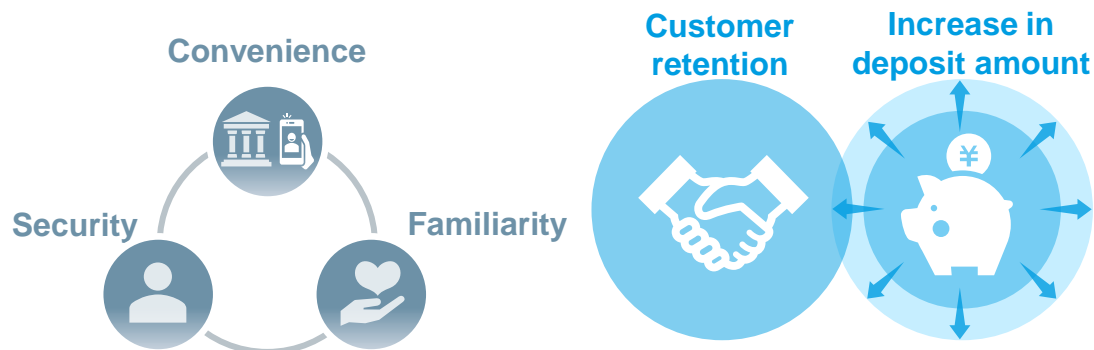 Convenience
Security
Familiarity
Customer
retention
Increase in
deposit amount
¥